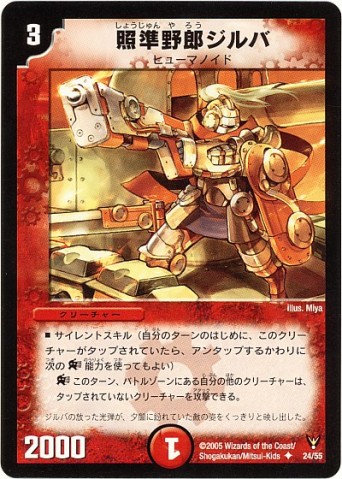 3
しょうじゅん や ろう
照準野郎ジルバ
ヒューマノイド
illus. Miya
クリーチャー
■ サイレントスキル（自分のターンのはじめに、このクリ
ーチャーがタップされていたら、アンタップするかわりに
次の 能力を使ってもよい）
このターン、バトルゾーンにある自分の他のクリーチャーは、
タップされていないクリーチャーを攻撃できる。
ジルバの放った光弾が、夕闇に紛れていた敵の姿をくっきりと映し出した。
2000
1
©2005 Wizards of the Coast/
Shogakukan/Mitsui-Kids
24/55